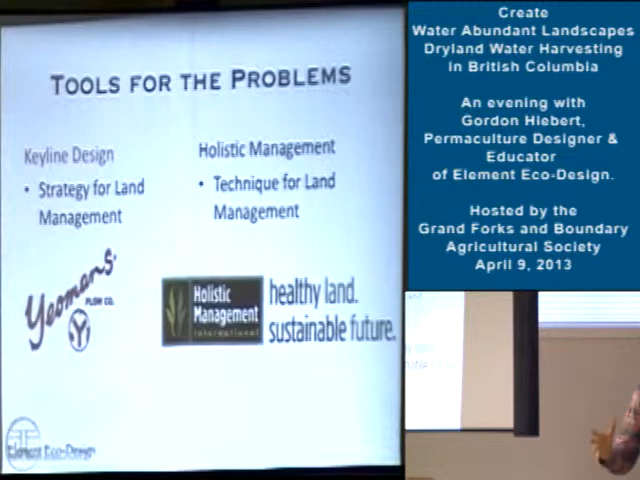 Tools for the Problems
Keyline Design
• Strategy for Land
Management
Holistic Management
• Technique for Land
Management
Yeomans
PLOW CO.
Y
Holistic
Management
international
healthy land.
sustainable future.
Element Eco-Design
Create
Water Abundant Landscapes
Dryland Water Harvesting
in British Columbia
An evening with
Gordon Hiebert,
Permaculture Designer &
Educator
of Element Eco-Design.
Hosted by the
Grand Forks and Boundary
Agricultural Society
April 9, 2013